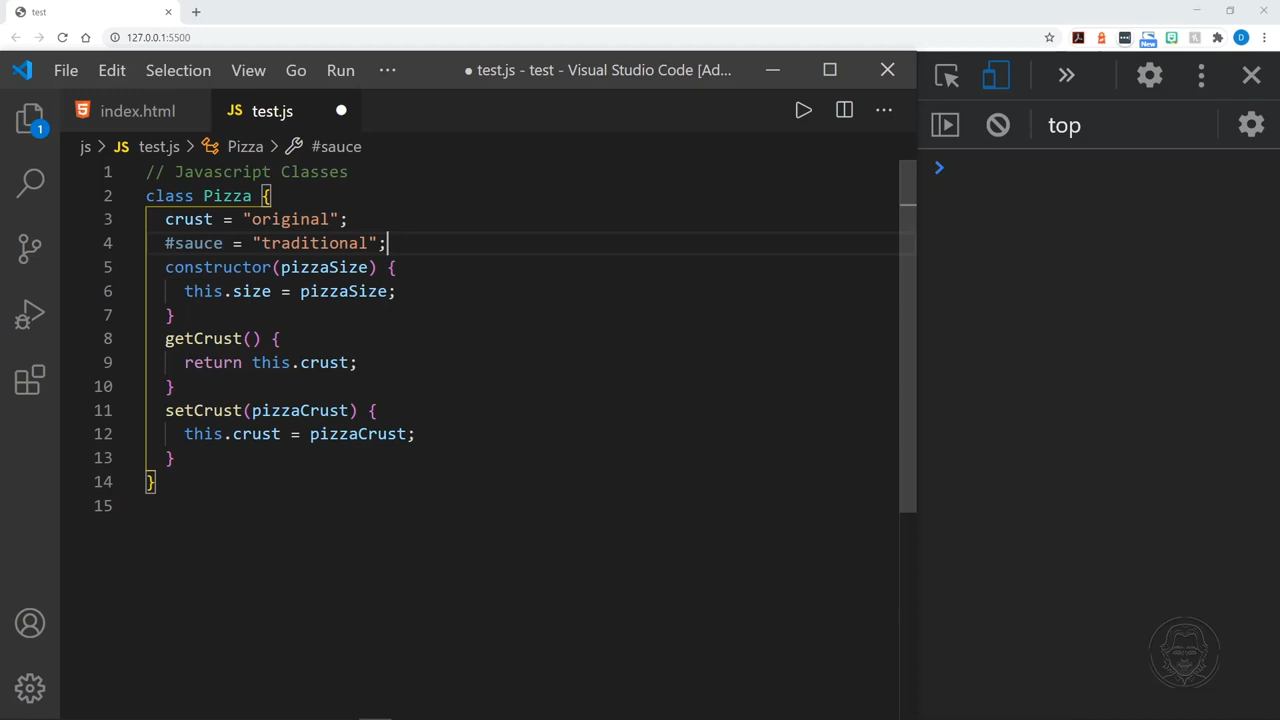 test
127.0.0.1:5500
New
D
File Edit Selection View Go Run ··· ● test.js - test - Visual Studio Code [Ad...
index.html JS test.js ●
js > JS test.js > Pizza > #sauce
top
1 // Javascript Classes
2 class Pizza {
3 crust = "original";
4 #sauce = "traditional";
5 constructor(pizzaSize) {
6 this.size = pizzaSize;
7 }
8 getCrust() {
9 return this.crust;
10 }
11 setCrust(pizzaCrust) {
12 this.crust = pizzaCrust;
13 }
14 }
15
1